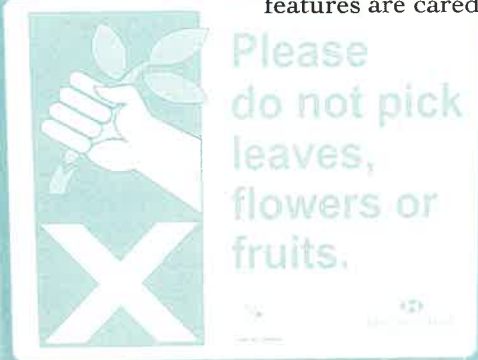 features are cared
Please
do not pick
leaves,
flowers or
fruits.
X